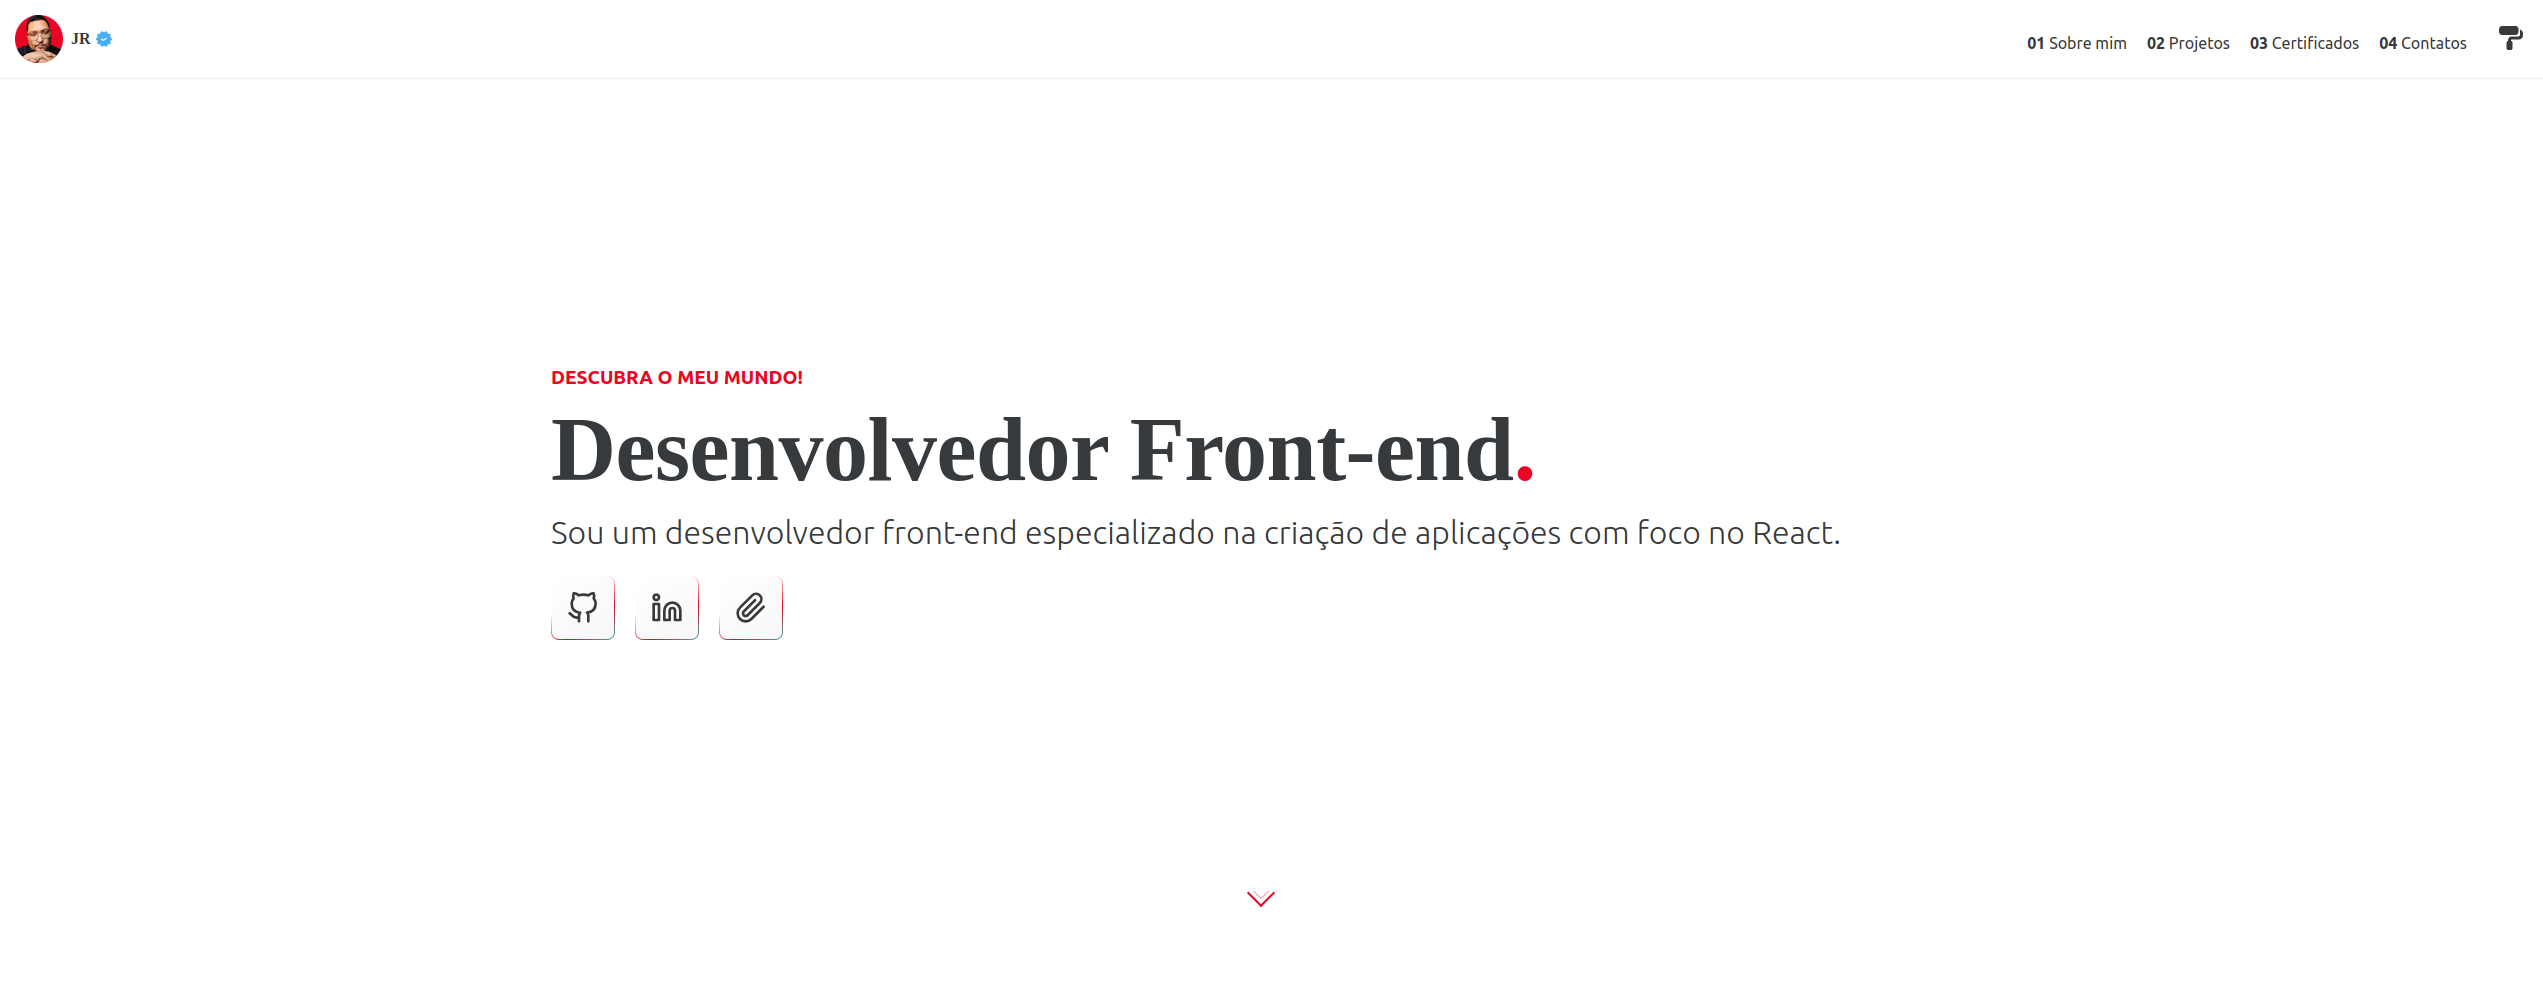 JR
01 Sobre mim 02 Projetos 03 Certificados 04 Contatos
DESCUBRA O MEU MUNDO!
Desenvolvedor Front-end.
Sou um desenvolvedor front-end especializado na criação de aplicações com foco no React.